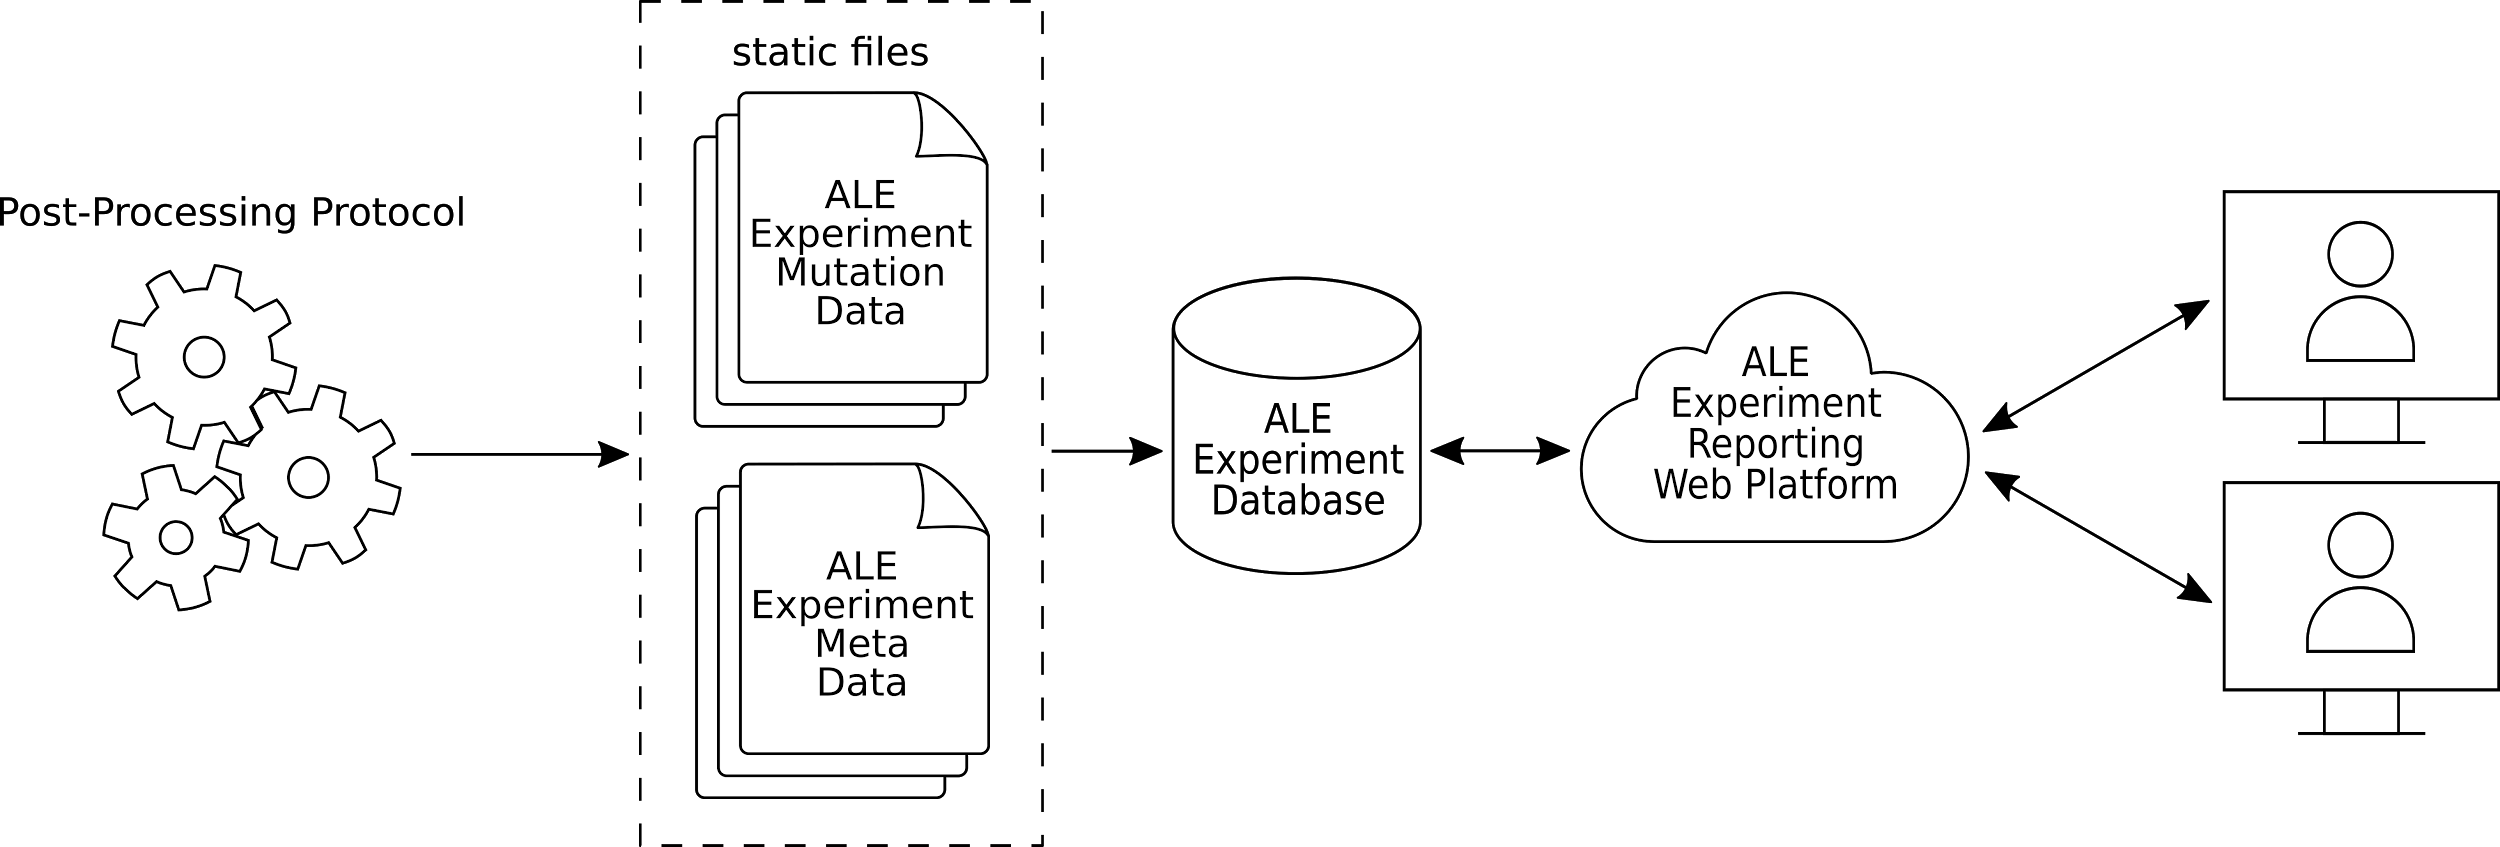 static files
Post-Processing Protocol
ALE
Experiment
Mutation
Data
ALE
Experiment
Meta
Data
ALE
Experiment
Database
ALE
Experiment
Reporting
Web Platform